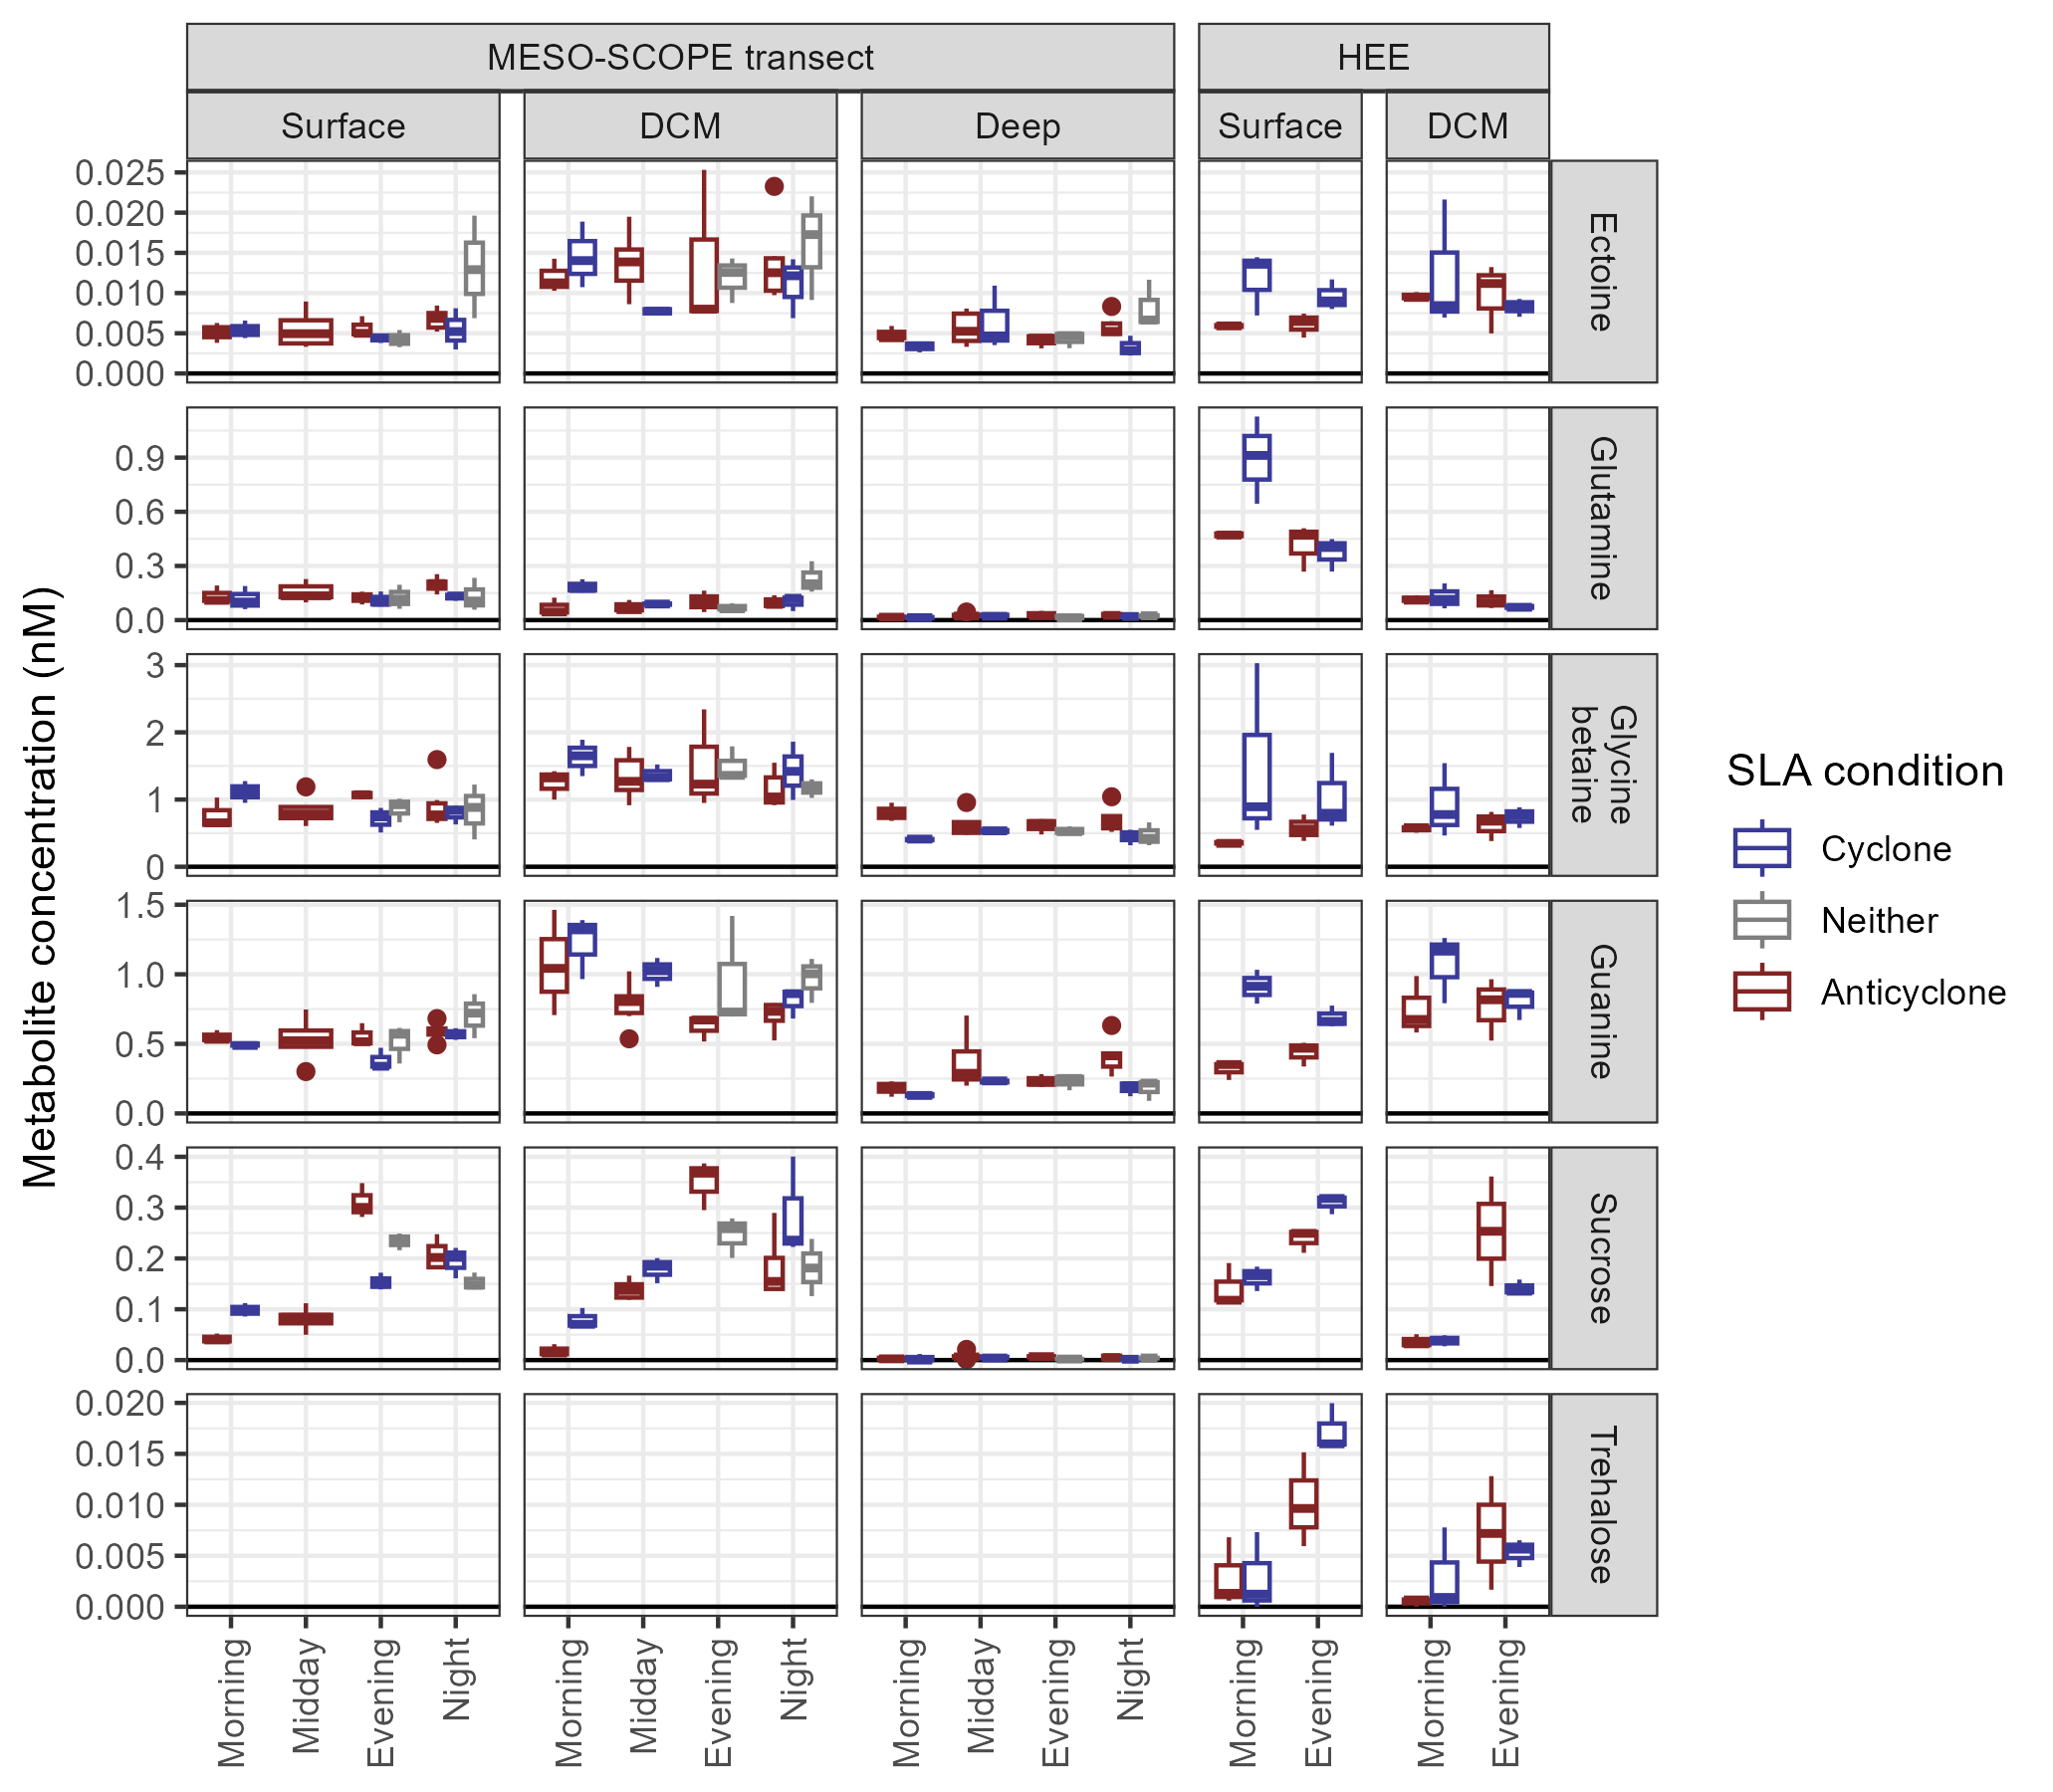 MESO-SCOPE transect
HEE
Surface
DCM
Deep
Surface
DCM
Metabolite concentration (nM)
0.025
0.020
0.015
0.010
0.005
0.000
Ectoine
0.9
0.6
0.3
0.0
Glutamine
3
2
1
0
Glycine
betaine
1.5
1.0
0.5
0.0
Guanine
0.4
0.3
0.2
0.1
0.0
Sucrose
0.020
0.015
0.010
0.005
0.000
Trehalose
Morning
Midday
Evening
Night
Morning
Midday
Evening
Night
Morning
Midday
Evening
Night
Morning
Evening
Morning
Evening
SLA condition
Cyclone
Neither
Anticyclone